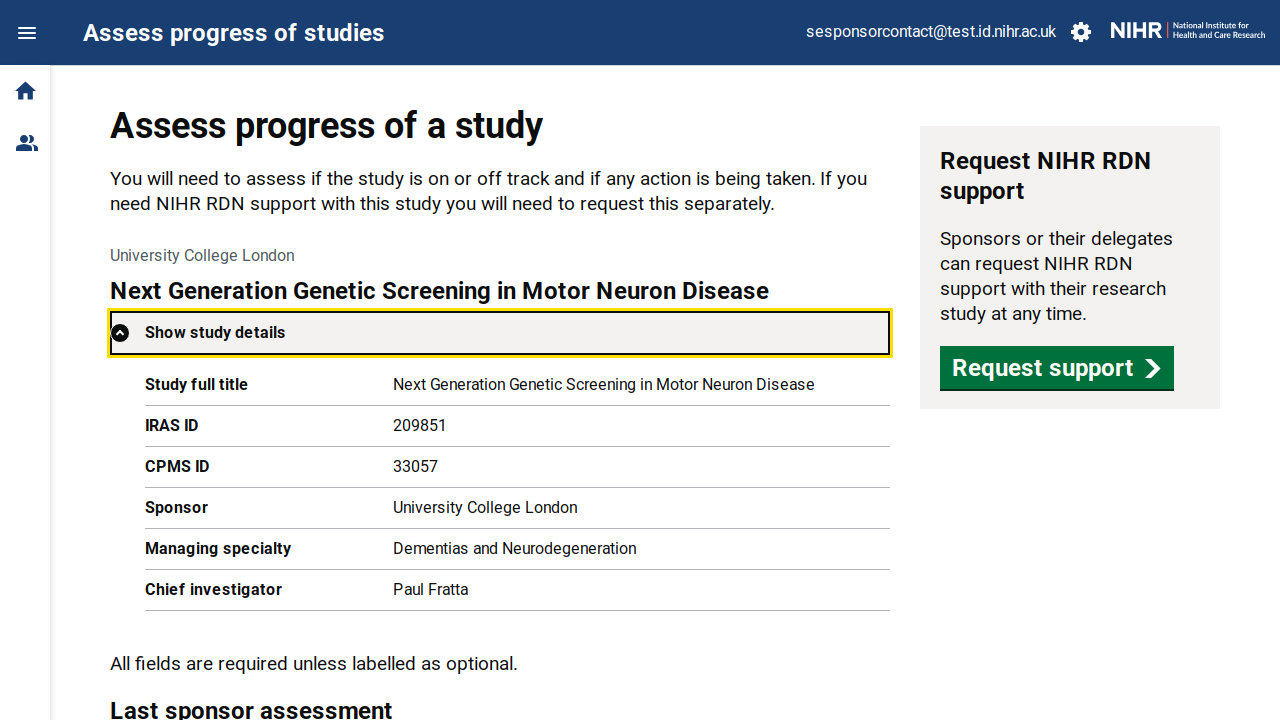 Assess progress of studies
sesponsorcontact@test.id.nihr.ac.uk
NIHR | National Institute for
Health and Care Research
Assess progress of a study
You will need to assess if the study is on or off track and if any action is being taken. If you
need NIHR RDN support with this study you will need to request this separately.
University College London
Next Generation Genetic Screening in Motor Neuron Disease
Show study details
Study full title Next Generation Genetic Screening in Motor Neuron Disease
IRAS ID 209851
CPMS ID 33057
Sponsor University College London
Managing specialty Dementias and Neurodegeneration
Chief investigator Paul Fratta
All fields are required unless labelled as optional.
Last sponsor assessment
Request NIHR RDN
support
Sponsors or their delegates
can request NIHR RDN
support with their research
study at any time.
Request support